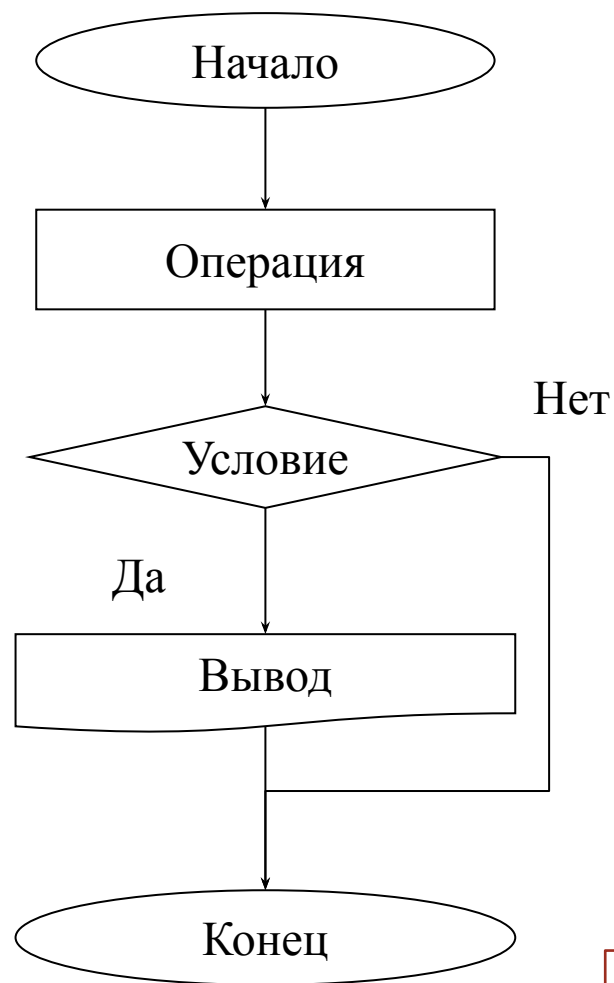 Начало
Операция
Нет
Условие
Да
Вывод
Конец